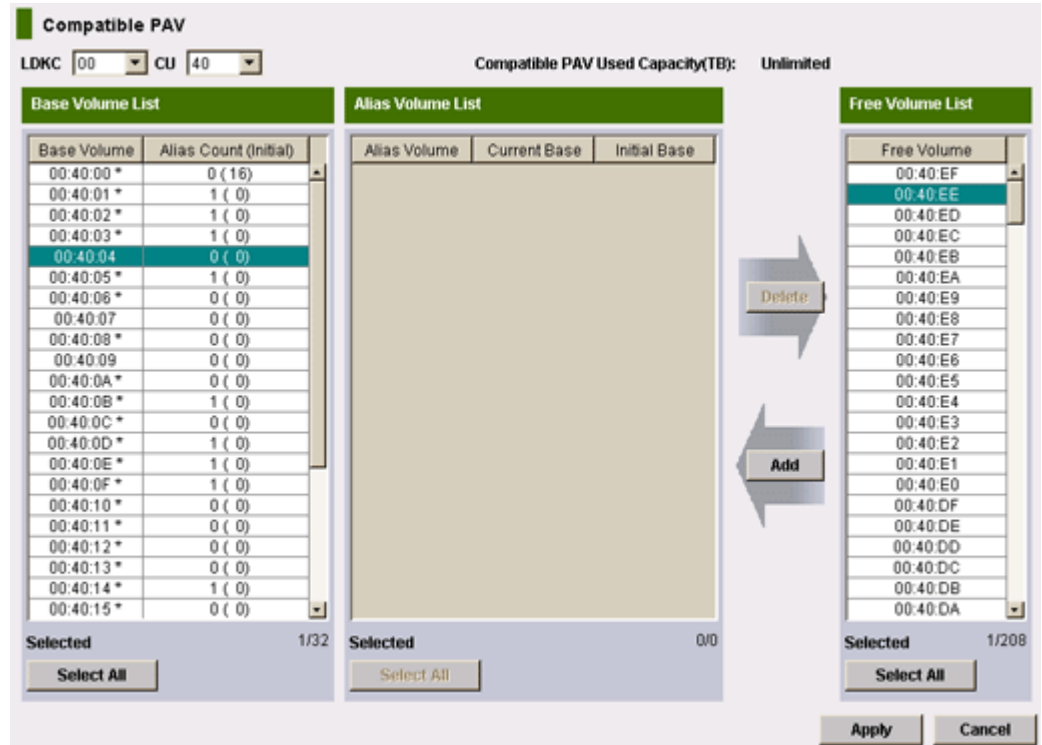 Compatible PAV
LDKC 00 CU 40 Compatible PAV Used Capacity(TB): Unlimited
Base Volume List
Base Volume Alias Count (Initial)
00:40:00 * 0 ( 16)
00:40:01 * 1 ( 0)
00:40:02 * 1 ( 0)
00:40:03 * 1 ( 0)
00:40:04 0 ( 0)
00:40:05 * 1 ( 0)
00:40:06 * 0 ( 0)
00:40:07 0 ( 0)
00:40:08 * 0 ( 0)
00:40:09 0 ( 0)
00:40:0A * 0 ( 0)
00:40:0B * 1 ( 0)
00:40:0C * 0 ( 0)
00:40:0D * 1 ( 0)
00:40:0E * 1 ( 0)
00:40:0F * 1 ( 0)
00:40:10 * 0 ( 0)
00:40:11 * 0 ( 0)
00:40:12 * 0 ( 0)
00:40:13 * 0 ( 0)
00:40:14 * 1 ( 0)
00:40:15 * 0 ( 0)
Selected 1/32
Select All
Alias Volume List
Alias Volume Current Base Initial Base
Selected 0/0
Select All
Delete
Add
Free Volume List
Free Volume
00:40:EF
00:40:EE
00:40:ED
00:40:EC
00:40:EB
00:40:EA
00:40:E9
00:40:E8
00:40:E7
00:40:E6
00:40:E5
00:40:E4
00:40:E3
00:40:E2
00:40:E1
00:40:E0
00:40:DF
00:40:DE
00:40:DD
00:40:DC
00:40:DB
00:40:DA
Selected 1/208
Select All
Apply Cancel